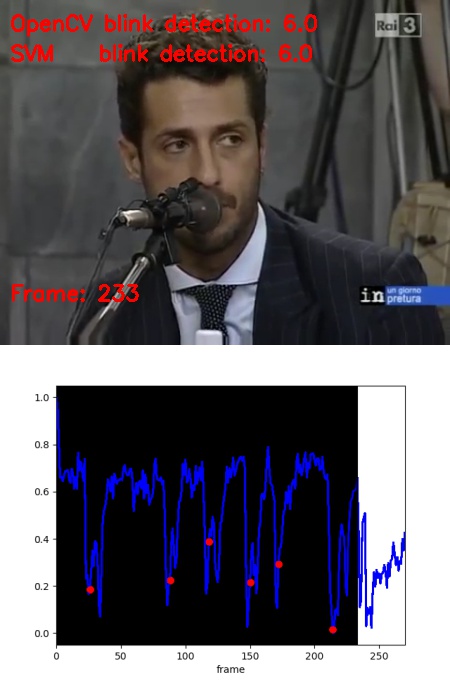 OpenCV blink detection: 6.0
Rai 3
SVM blink detection: 6.0
Frame: 233
in un giorno
pretura
1.0
0.8
0.6
0.4
0.2
0.0
0 50 100 150 200 250
frame